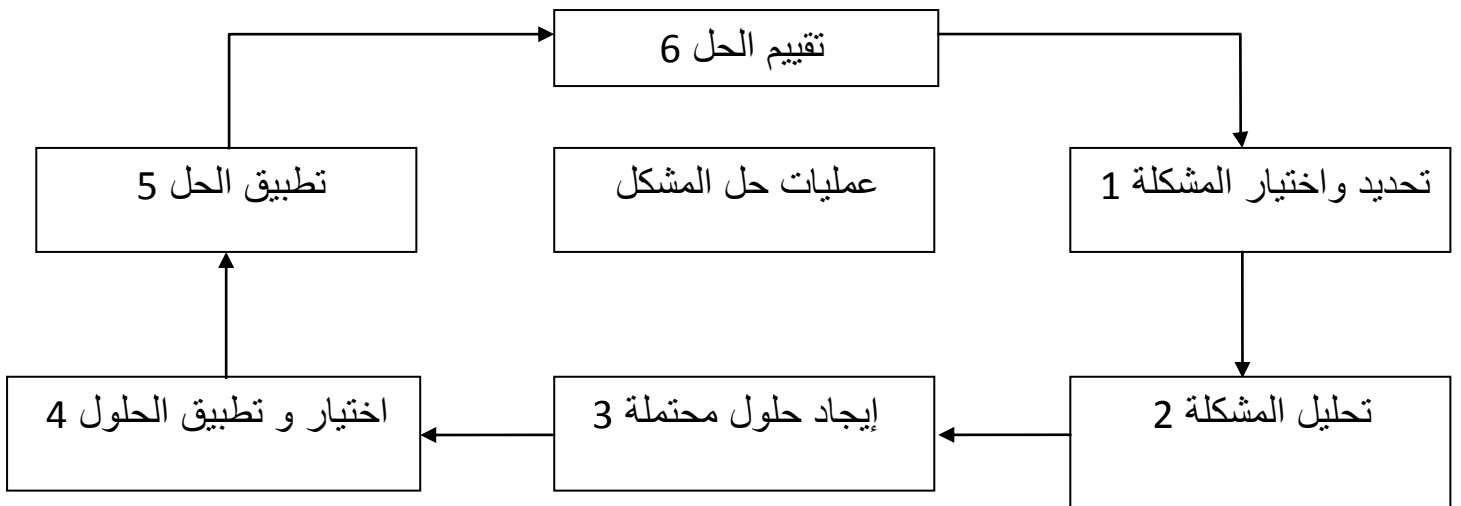 تقييم الحل 6
تحديد واختيار المشكلة 1
عمليات حل المشكل
تطبيق الحل 5
تحليل المشكلة 2
إيجاد حلول محتملة 3
اختيار و تطبيق الحلول 4